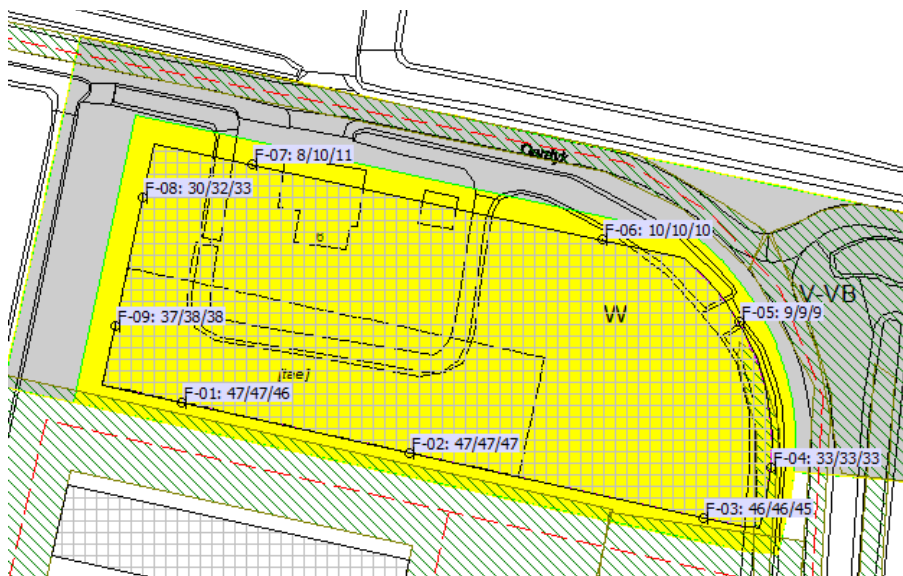 F-07: 8/10/11
F-08: 30/32/33
F-06: 10/10/10
V-VB
W
F-05: 9/9/9
F-09: 37/38/38
[tae]
F-01: 47/47/46
F-02: 47/47/47
F-04: 33/33/33
F-03: 46/46/45